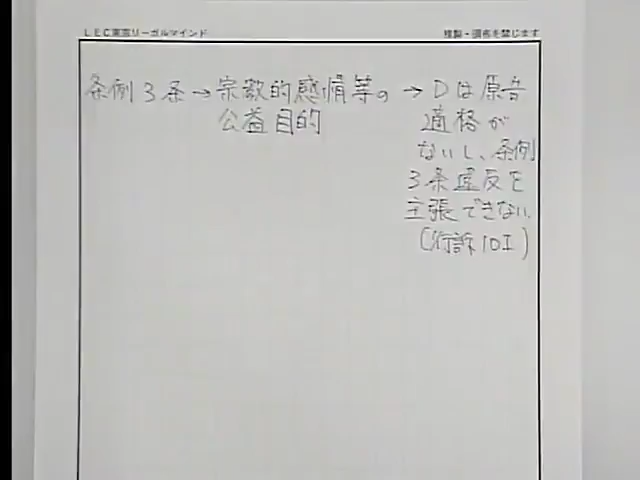 LEC東京リーガルマインド
複製・頒布を禁じます
条例3条→宗教的感情等の→Dは原告
公益目的 適格が
ないし、条例
3条違反を
主張できない
(行訴10Ⅰ)